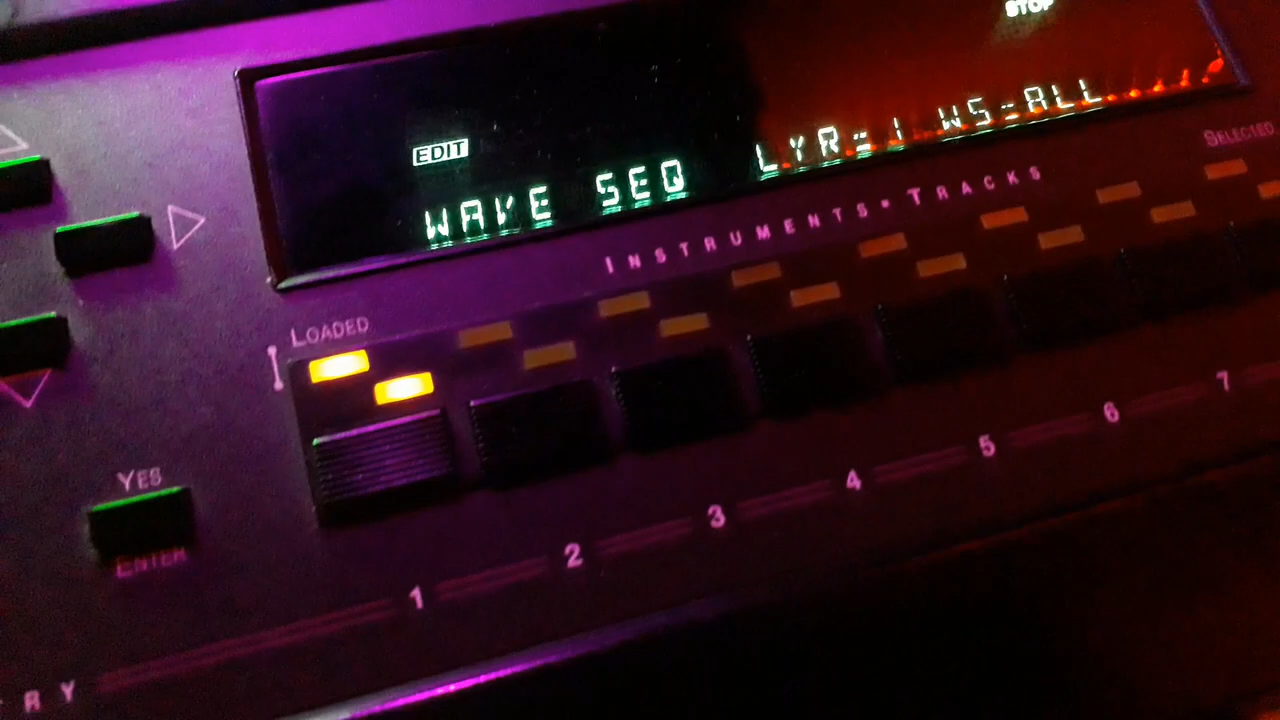 STOP
EDIT
WAVE SEQ LYR=1 WS=ALL
INSTRUMENTS•TRACKS
SELECTED
LOADED
YES
ENTER
1 2 3 4 5 6 7